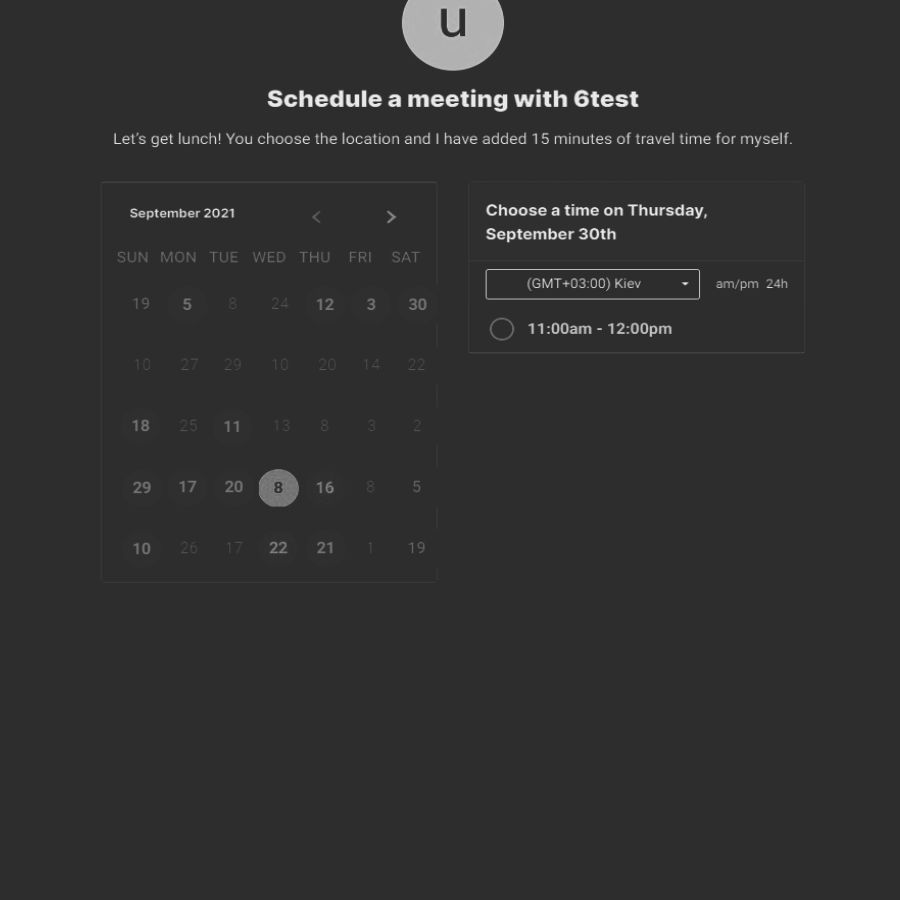 u
Schedule a meeting with 6test
Let's get lunch! You choose the location and I have added 15 minutes of travel time for myself.
September 2021
SUN MON TUE WED THU FRI SAT
19 5 8 24 12 3 30
10 27 29 10 20 14 22
18 25 11 13 8 3 2
29 17 20 8 16 8 5
10 26 17 22 21 1 19
Choose a time on Thursday,
September 30th
(GMT+03:00) Kiev am/pm 24h
11:00am - 12:00pm